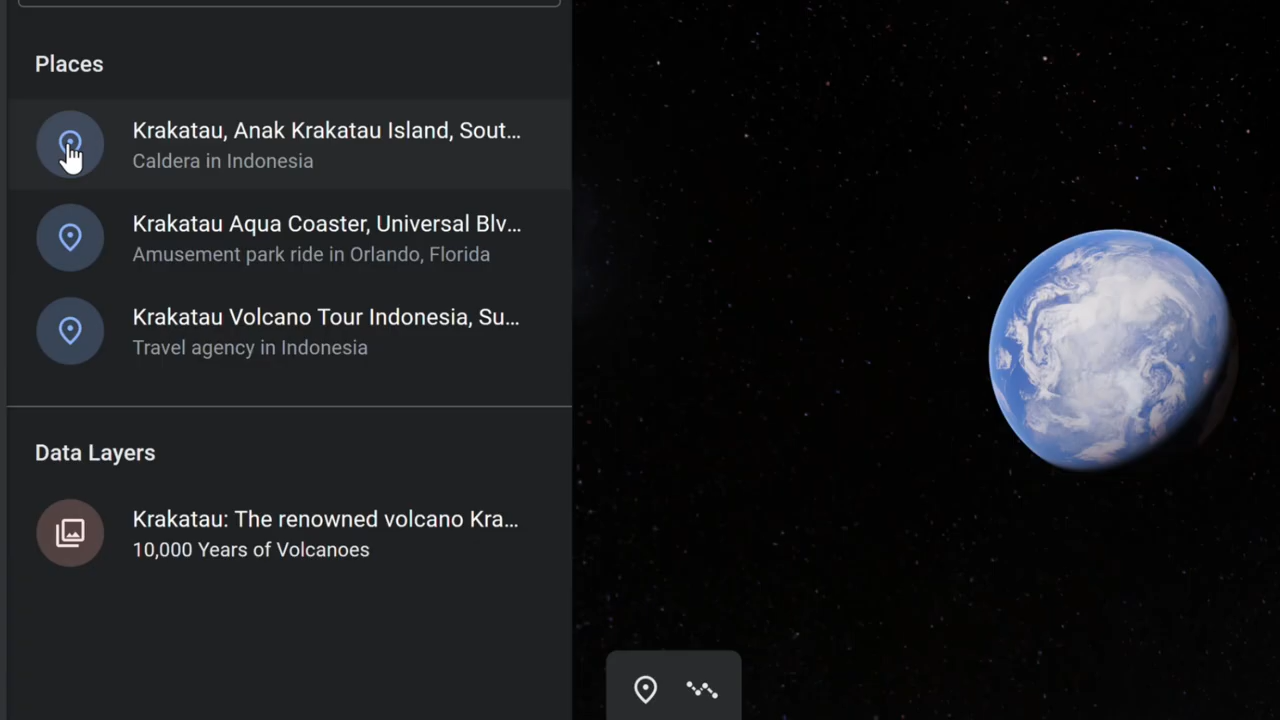 Places
Krakatau, Anak Krakatau Island, Sout...
Caldera in Indonesia
Krakatau Aqua Coaster, Universal Blv...
Amusement park ride in Orlando, Florida
Krakatau Volcano Tour Indonesia, Su...
Travel agency in Indonesia
Data Layers
Krakatau: The renowned volcano Kra...
10,000 Years of Volcanoes